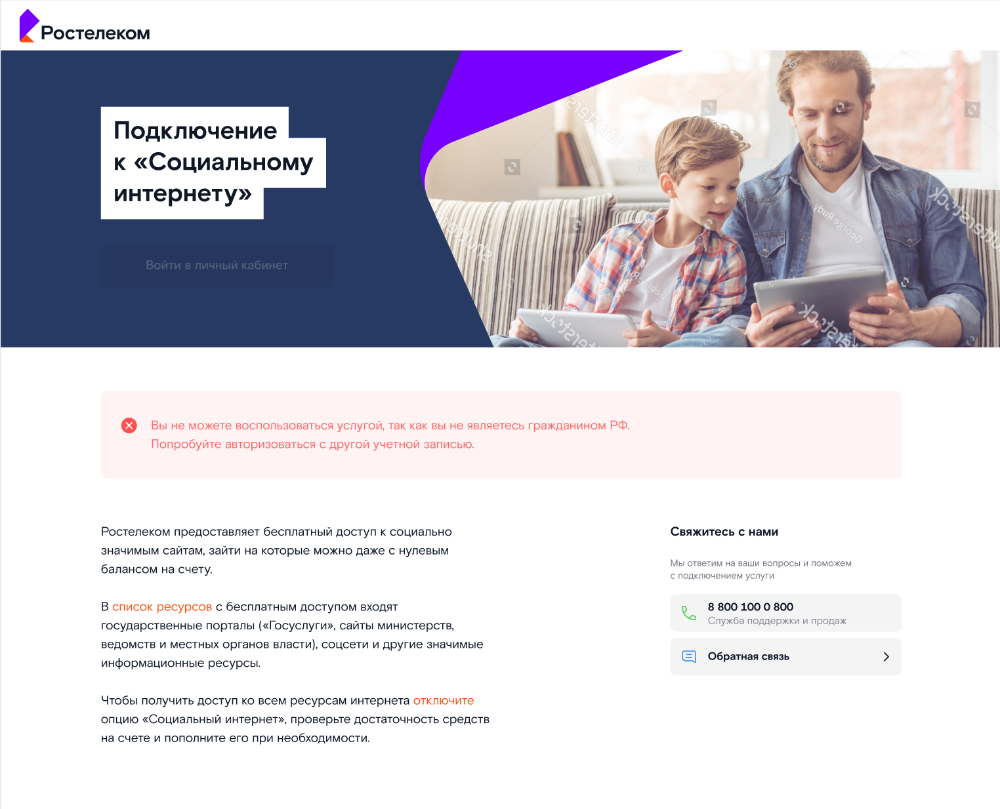 Ростелеком
Подключение
к «Социальному
интернету»
Войти в личный кабинет
Вы не можете воспользоваться услугой, так как вы не являетесь гражданином РФ.
Попробуйте авторизоваться с другой учетной записью.
Ростелеком предоставляет бесплатный доступ к социально
значимым сайтам, зайти на которые можно даже с нулевым
балансом на счету.
В список ресурсов с бесплатным доступом входят
государственные порталы («Госуслуги», сайты министерств,
ведомств и местных органов власти), соцсети и другие значимые
информационные ресурсы.
Чтобы получить доступ ко всем ресурсам интернета отключите
опцию «Социальный интернет», проверьте достаточность средств
на счете и пополните его при необходимости.
Свяжитесь с нами
Мы ответим на ваши вопросы и поможем
с подключением услуги
8 800 100 0 800
Служба поддержки и продаж
Обратная связь